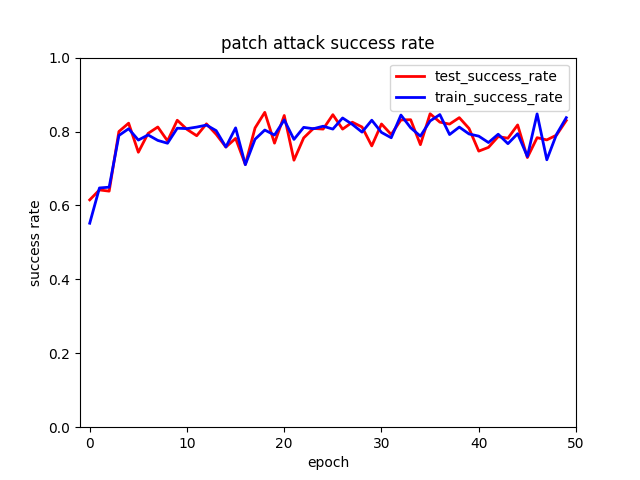 patch attack success rate
1.0
test_success_rate
train_success_rate
0.8
0.6
success rate
0.4
0.2
0.0
0 10 20 30 40 50
epoch